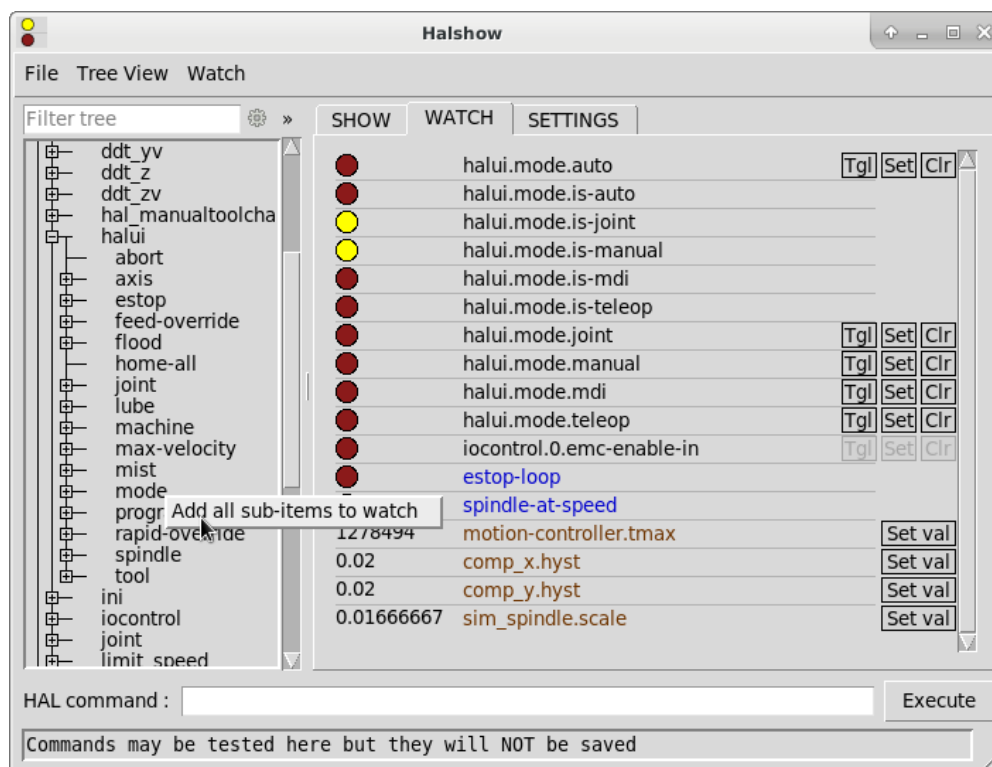 Halshow
File Tree View Watch
Filter tree »
SHOW WATCH SETTINGS
ddt_yv
ddt_z
ddt_zv
hal_manualtoolcha
halui
abort
axis
estop
feed-override
flood
home-all
joint
lube
machine
max-velocity
mist
mode
progr
rapid-override
spindle
tool
ini
iocontrol
joint
limit_speed
Add all sub-items to watch
halui.mode.auto Tgl Set Clr
halui.mode.is-auto
halui.mode.is-joint
halui.mode.is-manual
halui.mode.is-mdi
halui.mode.is-teleop
halui.mode.joint Tgl Set Clr
halui.mode.manual Tgl Set Clr
halui.mode.mdi Tgl Set Clr
halui.mode.teleop Tgl Set Clr
iocontrol.0.emc-enable-in Tgl Set Clr
estop-loop
spindle-at-speed
1278494 motion-controller.tmax Set val
0.02 comp_x.hyst Set val
0.02 comp_y.hyst Set val
0.01666667 sim_spindle.scale Set val
HAL command : Execute
Commands may be tested here but they will NOT be saved